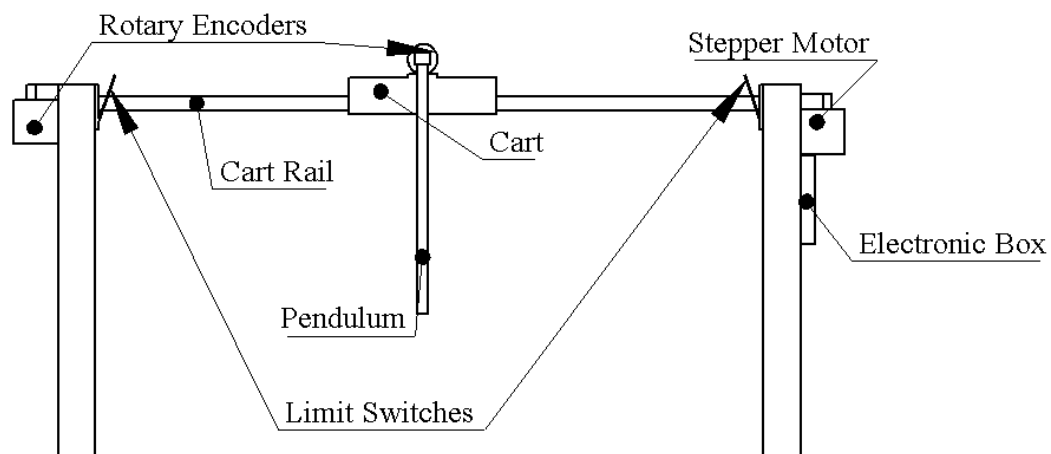 Rotary Encoders
Stepper Motor
Cart
Cart Rail
Electronic Box
Pendulum
Limit Switches